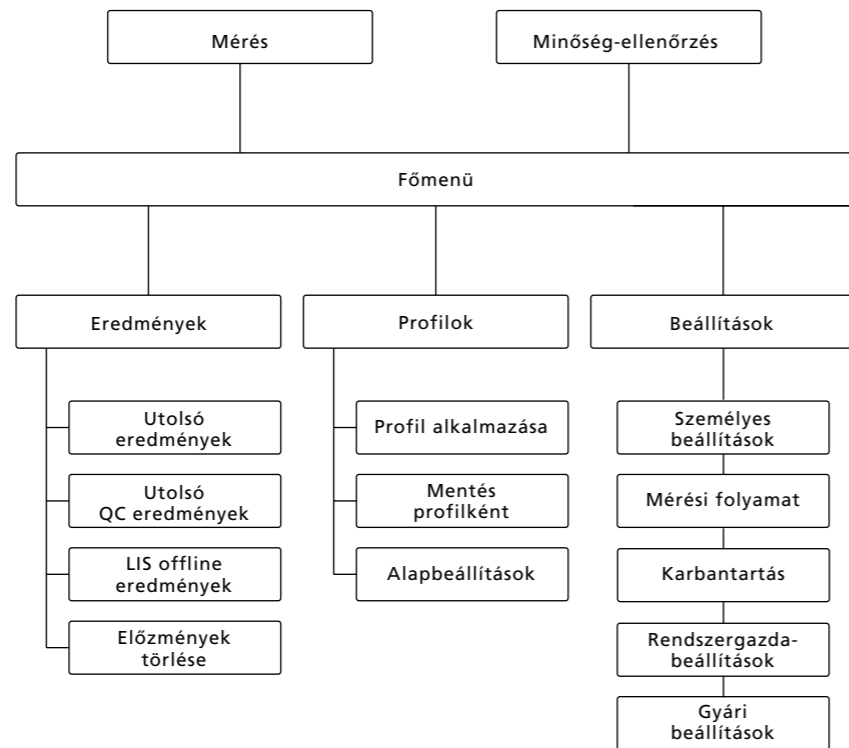 Mérés
Minőség-ellenőrzés
Főmenü
Eredmények
Profilok
Beállítások
Utolsó
eredmények
Utolsó
QC eredmények
LIS offline
eredmények
Előzmények
törlése
Profil alkalmazása
Mentés
profilként
Alapbeállítások
Személyes
beállítások
Mérési folyamat
Karbantartás
Rendszergazda-
beállítások
Gyári
beállítások